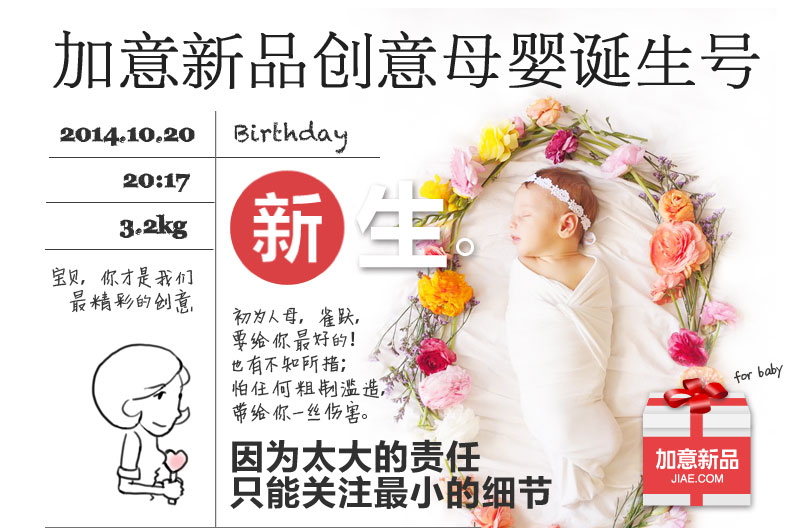 加意新品创意母婴诞生号
2014.10.20
Birthday
20:17
3.2kg
新生。
宝贝，你才是我们
最精彩的创意
初为人母，雀跃，
要给你最好的！
也有不知所措；
怕任何粗制滥造，
带给你一丝伤害。
因为太大的责任
只能关注最小的细节
for baby
加意新品
JIAE.COM